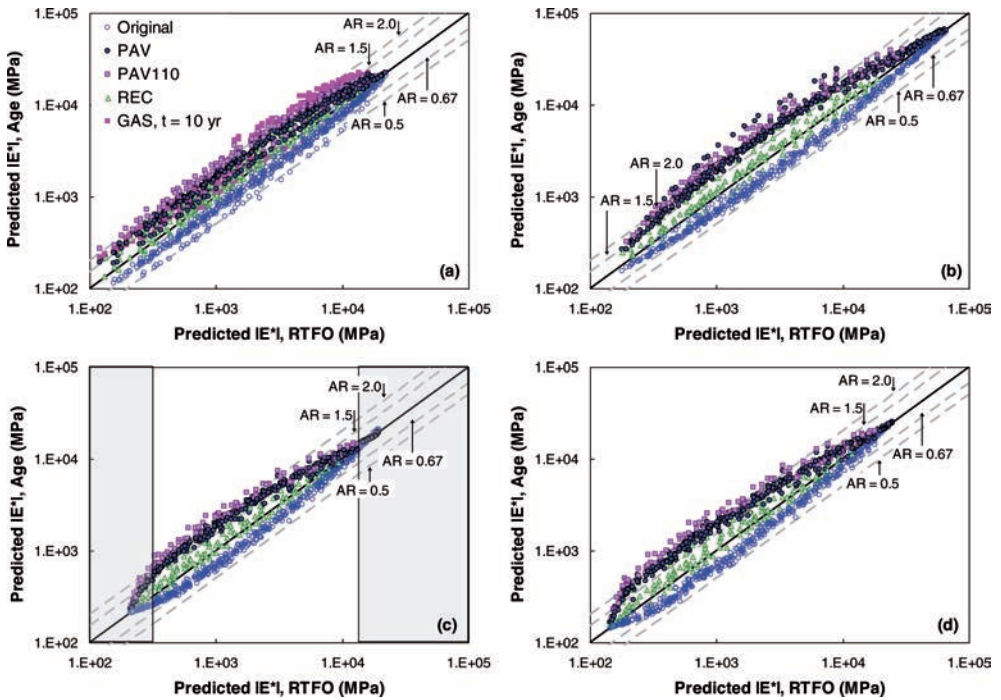 Original
PAV
PAV110
REC
GAS, t = 10 yr
AR = 2.0
AR = 1.5
AR = 0.67
AR = 0.5
(a)
1.E+05
1.E+04
1.E+03
1.E+02
1.E+02 1.E+03 1.E+04 1.E+05
Predicted |E*|, Age (MPa)
Predicted |E*|, RTFO (MPa)
AR = 2.0
AR = 1.5
AR = 0.67
AR = 0.5
(b)
1.E+05
1.E+04
1.E+03
1.E+02
1.E+02 1.E+03 1.E+04 1.E+05
Predicted |E*|, Age (MPa)
Predicted |E*|, RTFO (MPa)
AR = 2.0
AR = 1.5
AR = 0.67
AR = 0.5
(c)
1.E+05
1.E+04
1.E+03
1.E+02
1.E+02 1.E+03 1.E+04 1.E+05
Predicted |E*|, Age (MPa)
Predicted |E*|, RTFO (MPa)
AR = 2.0
AR = 1.5
AR = 0.67
AR = 0.5
(d)
1.E+05
1.E+04
1.E+03
1.E+02
1.E+02 1.E+03 1.E+04 1.E+05
Predicted |E*|, Age (MPa)
Predicted |E*|, RTFO (MPa)